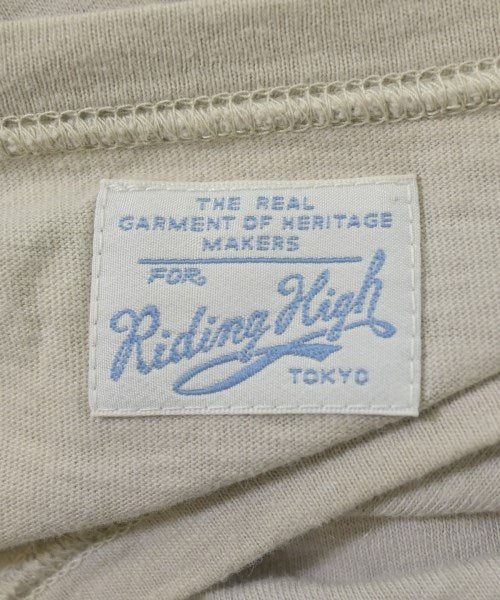 THE REAL
GARMENT OF HERITAGE
MAKERS
FOR
Riding High
TOKYO